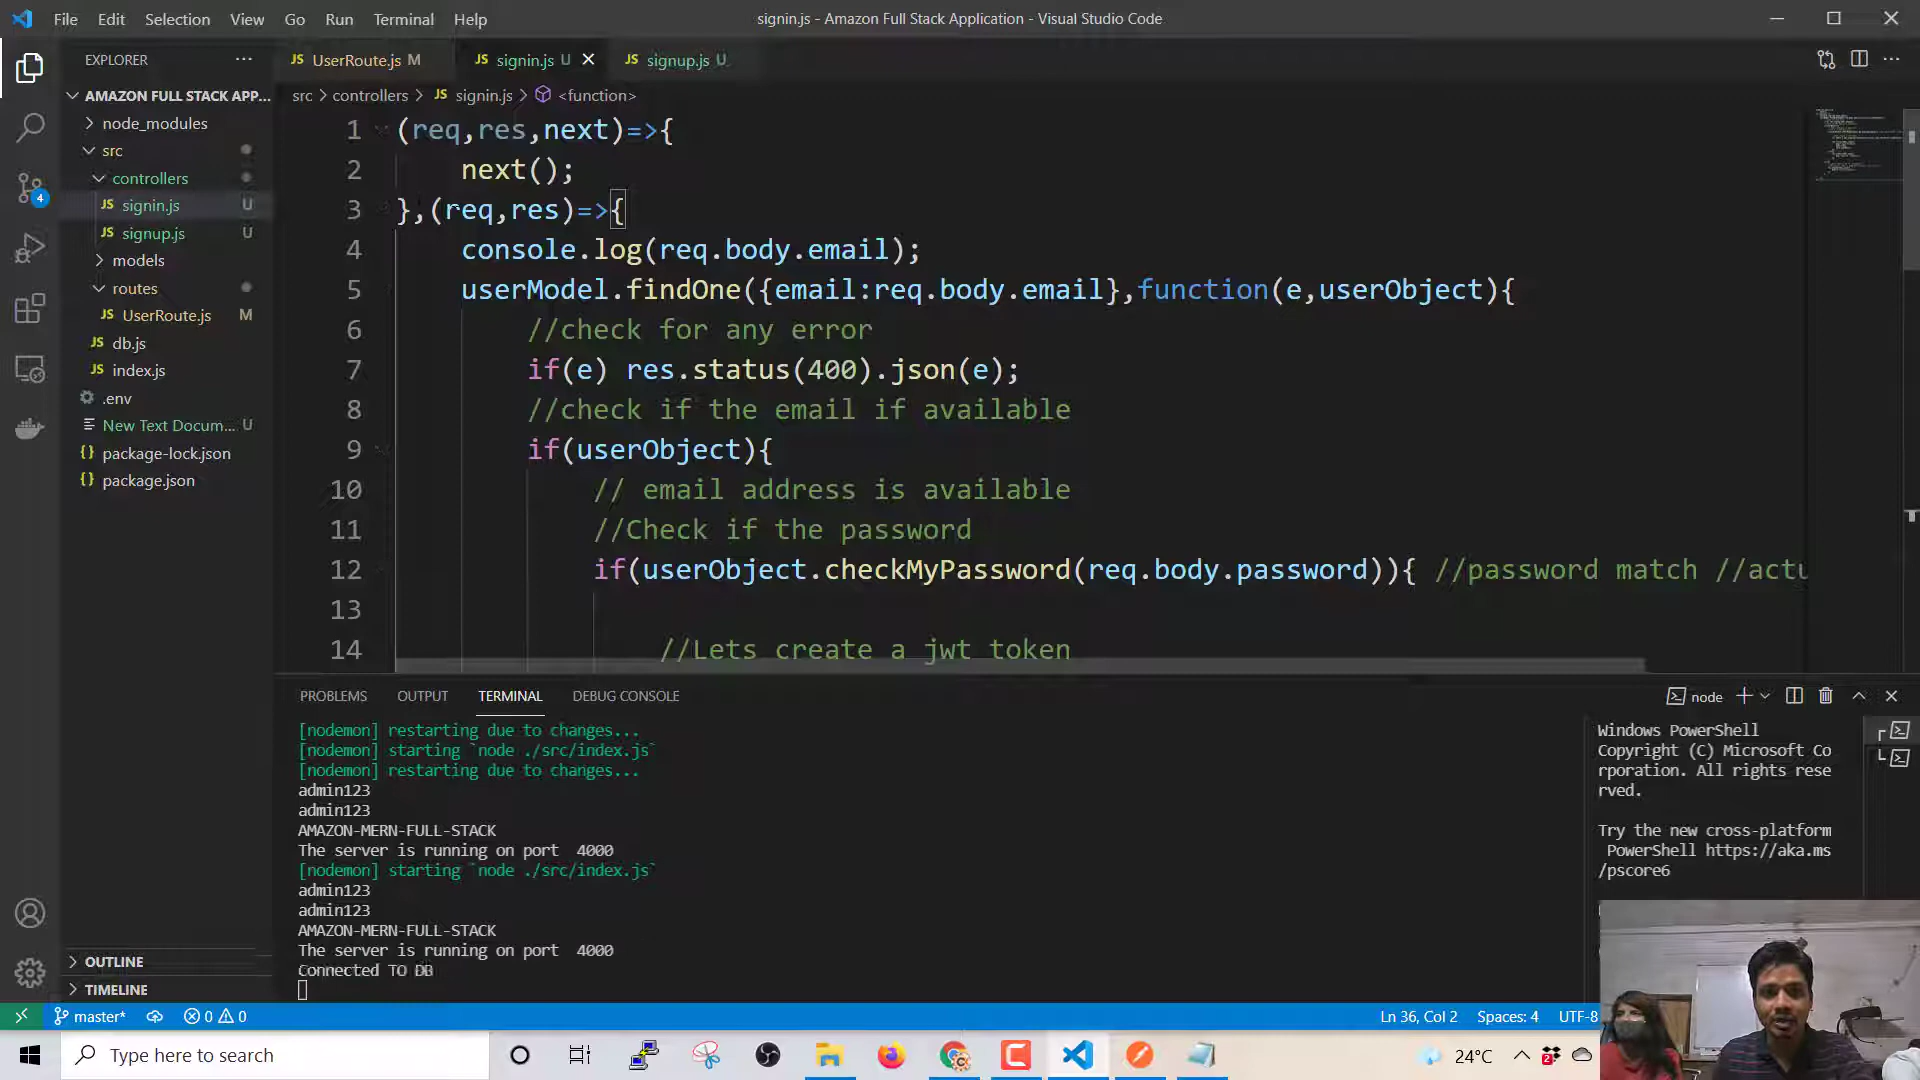 File Edit Selection View Go Run Terminal Help
signin.js - Amazon Full Stack Application - Visual Studio Code
EXPLORER
JS UserRoute.js M
JS signin.js U
JS signup.js U
AMAZON FULL STACK APP...
src > controllers > JS signin.js > <function>
node_modules
src
controllers
JS signin.js U
JS signup.js U
models
routes
JS UserRoute.js M
JS db.js
JS index.js
.env
New Text Docum... U
{} package-lock.json
{} package.json
4
1 (req,res,next)=>{
2 next();
3 },(req,res)=>{
4 console.log(req.body.email);
5 userModel.findOne({email:req.body.email},function(e,userObject){
6 //check for any error
7 if(e) res.status(400).json(e);
8 //check if the email if available
9 if(userObject){
10 // email address is available
11 //Check if the password
12 if(userObject.checkMyPassword(req.body.password)){ //password match //actu
13
14 //Lets create a jwt token
PROBLEMS OUTPUT TERMINAL DEBUG CONSOLE
node
[nodemon] restarting due to changes...
[nodemon] starting `node ./src/index.js`
[nodemon] restarting due to changes...
admin123
admin123
AMAZON-MERN-FULL-STACK
The server is running on port 4000
[nodemon] starting `node ./src/index.js`
admin123
admin123
AMAZON-MERN-FULL-STACK
The server is running on port 4000
Connected TO DB
Windows PowerShell
Copyright (C) Microsoft Co
rporation. All rights rese
rved.
Try the new cross-platform
PowerShell https://aka.ms
/pscore6
OUTLINE
TIMELINE
master* 0 0
Ln 36, Col 2 Spaces: 4 UTF-8
Type here to search
24°C
2